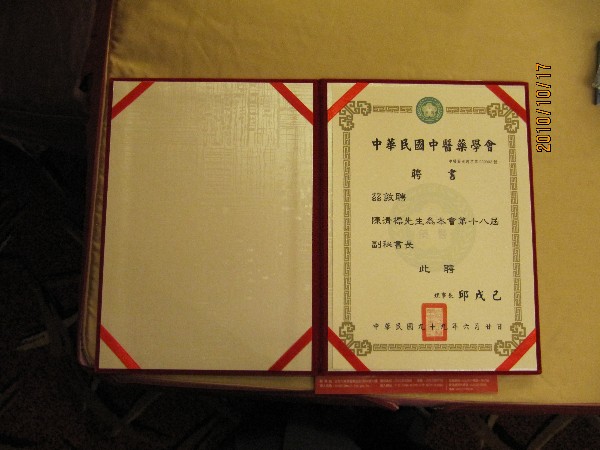 中華民國中醫藥學會
聘書
茲敦聘
陳清標先生為本會第十八屆
副秘書長
此聘
理事長 邱戊己
中華民國九十九年六月廿日
2010/01/17